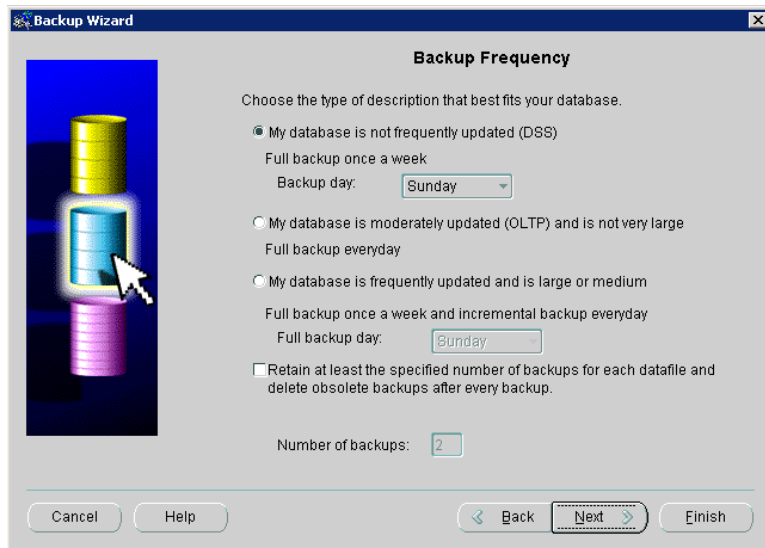 Backup Wizard
Backup Frequency
Choose the type of description that best fits your database.
My database is not frequently updated (DSS)
Full backup once a week
Backup day: Sunday
My database is moderately updated (OLTP) and is not very large
Full backup everyday
My database is frequently updated and is large or medium
Full backup once a week and incremental backup everyday
Full backup day: Sunday
Retain at least the specified number of backups for each datafile and
delete obsolete backups after every backup.
Number of backups: 2
Cancel Help Back Next Finish